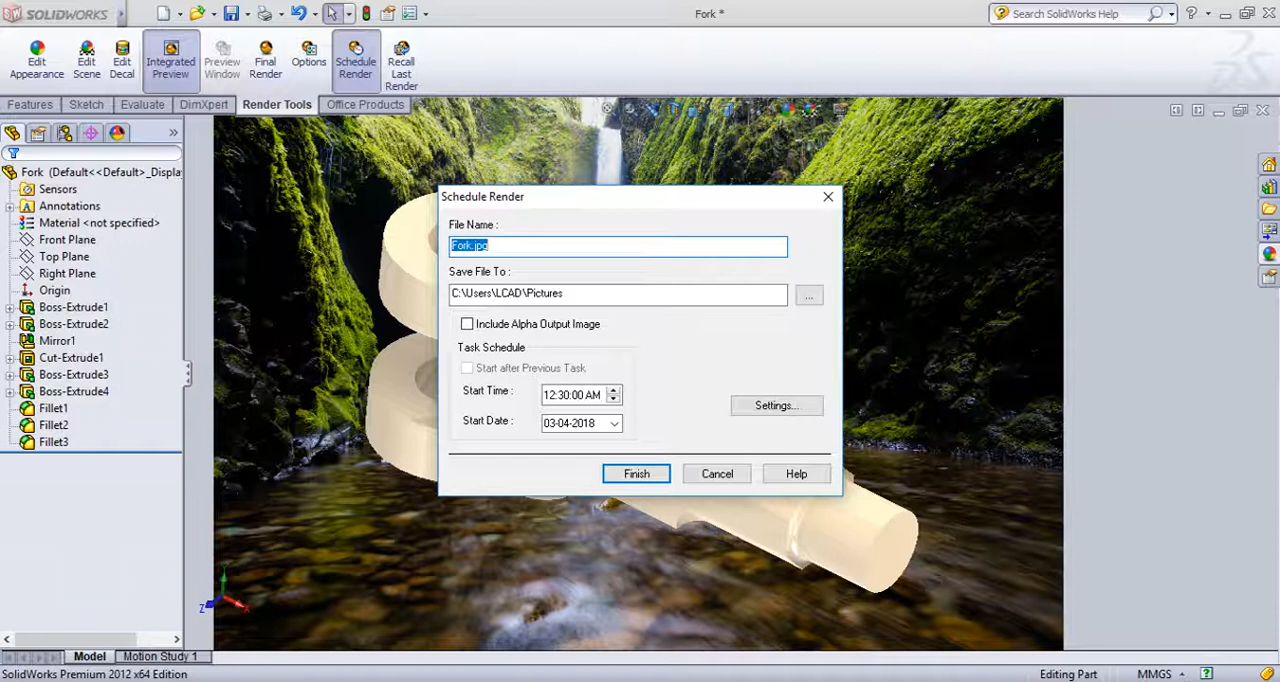 SOLIDWORKS
Fork *
Search SolidWorks Help
Edit Appearance
Edit Scene
Edit Decal
Integrated Preview
Preview Window
Final Render
Options
Schedule Render
Recall Last Render
Features
Sketch
Evaluate
DimXpert
Render Tools
Office Products
Fork (Default<<Default>_Displa
Sensors
Annotations
Material <not specified>
Front Plane
Top Plane
Right Plane
Origin
Boss-Extrude1
Boss-Extrude2
Mirror1
Cut-Extrude1
Boss-Extrude3
Boss-Extrude4
Fillet1
Fillet2
Fillet3
Schedule Render
File Name :
Fork.jpg
Save File To :
C:\Users\LCAD\Pictures
...
Include Alpha Output Image
Task Schedule
Start after Previous Task
Start Time :
12:30:00 AM
Start Date :
03-04-2018
Settings...
Finish
Cancel
Help
Z
X
Model
Motion Study 1
SolidWorks Premium 2012 x64 Edition
Editing Part
MMGS